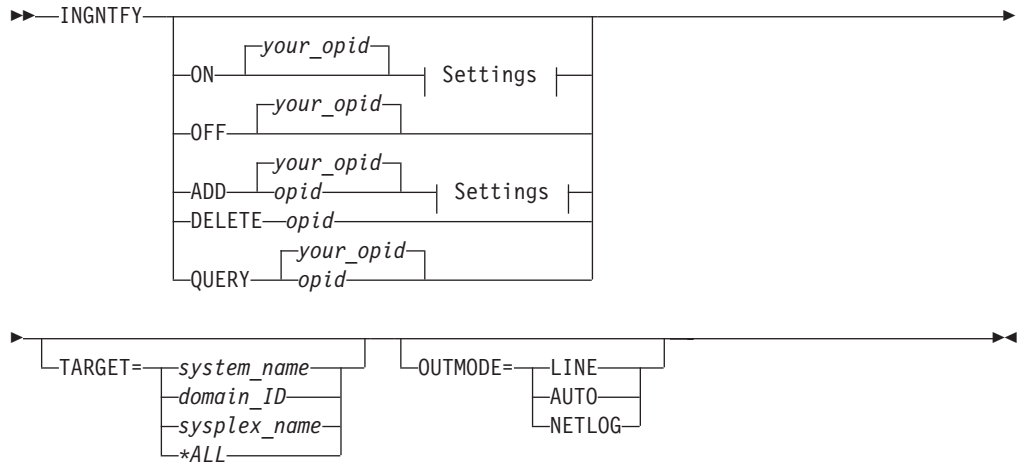 INGNTFY
your_opid
ON Settings
your_opid
OFF
your_opid
ADD opid Settings
DELETE opid
your_opid
QUERY opid
TARGET= system_name OUTMODE= LINE
domain_ID AUTO
sysplex_name NETLOG
*ALL